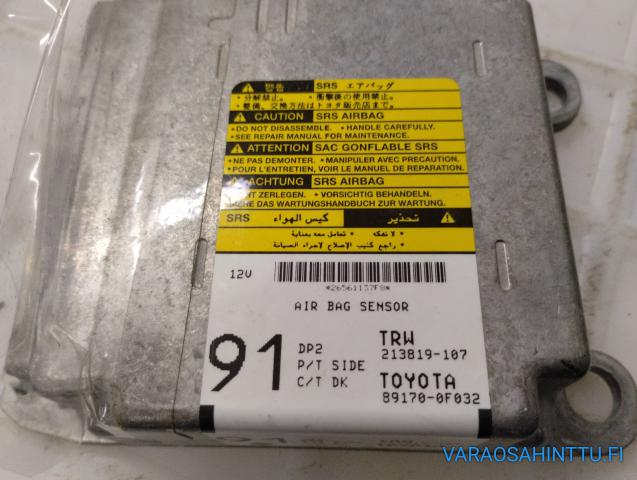 警告 SRS エアバッグ
・分解禁止。 ・衝撃後の使用禁止。
・整備、交換方法はトヨタ販売店まで。
CAUTION SRS AIRBAG
•DO NOT DISASSEMBLE. •HANDLE CAREFULLY.
•SEE REPAIR MANUAL FOR MAINTENANCE.
ATTENTION SAC GONFLABLE SRS
•NE PAS DEMONTER. •MANIPULER AVEC PRECAUTION.
•POUR L'ENTRETIEN, VOIR LE MANUEL DE REPARATION.
ACHTUNG SRS AIRBAG
ZERLEGEN. •VORSICHTIG BEHANDELN.
DAS WARTUNGSHANDBUCH ZUR WARTUNG.
تحذير كيس الهواء SRS
• لا تفكه • تعامل معه بعناية
• راجع كتيب الإصلاح لاجراء الصيانة
12V
*26561137F8*
AIR BAG SENSOR
91
DP2 TRW
P/T SIDE 213819-107
C/T DK TOYOTA
89170-0F032
VARAOSAHINTTU.FI